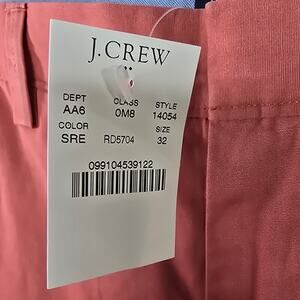 J.CREW
DEPT CLASS STYLE
AA6 0M8 14054
COLOR SIZE
SRE RD5704 32
099104539122